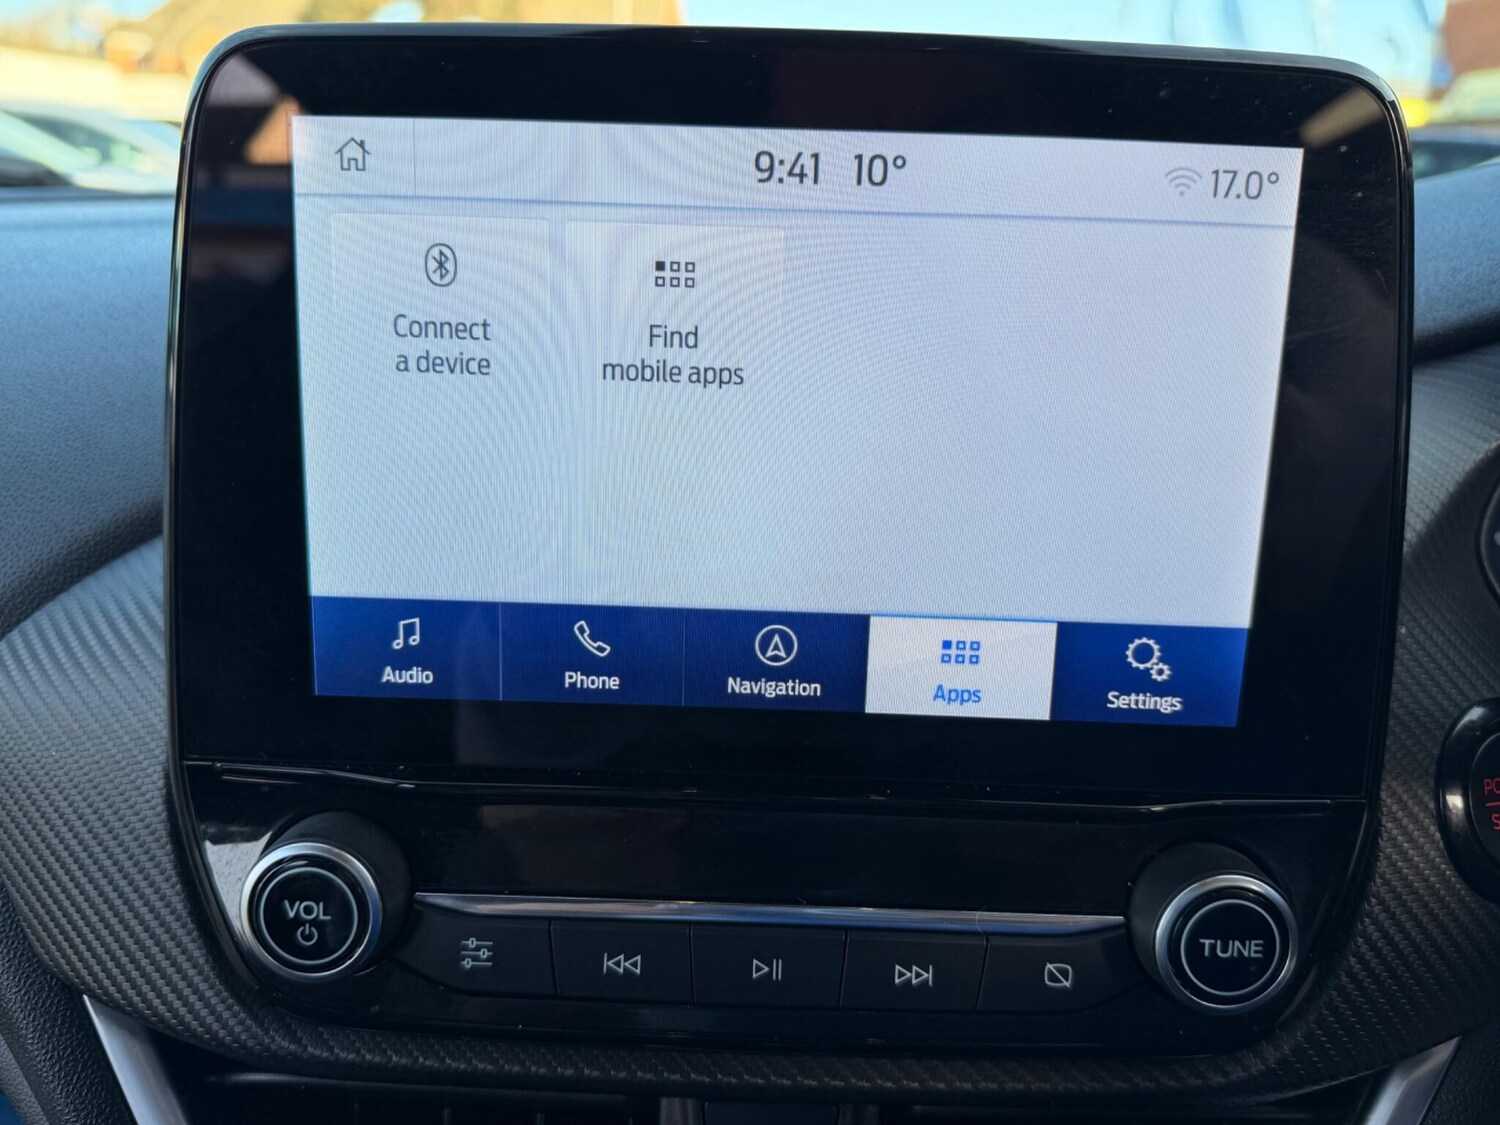 9:41 10° 17.0°
Connect
a device
Find
mobile apps
Audio Phone Navigation Apps Settings
VOL
TUNE